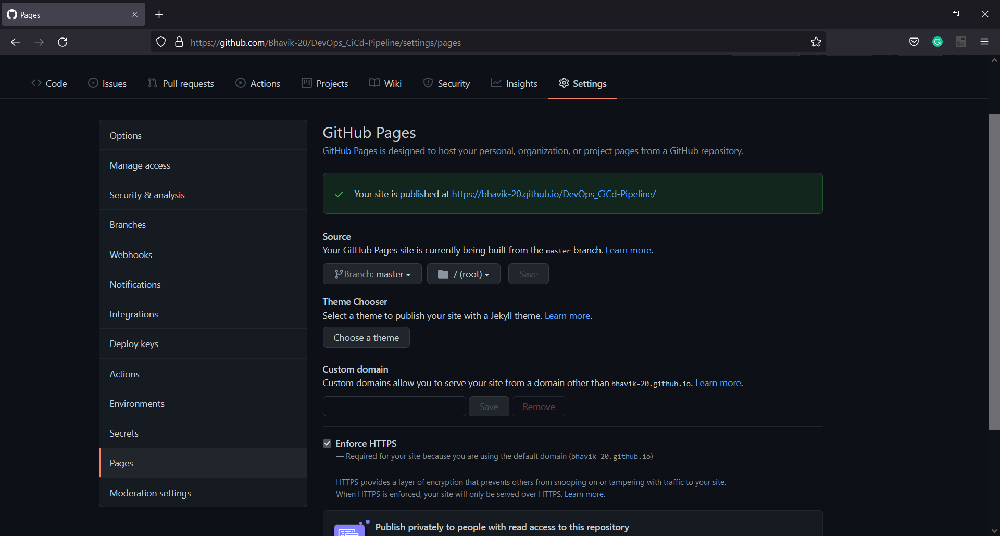 Pages
https://github.com/Bhavik-20/DevOps_CiCd-Pipeline/settings/pages
Code Issues Pull requests Actions Projects Wiki Security Insights Settings
Options
Manage access
Security & analysis
Branches
Webhooks
Notifications
Integrations
Deploy keys
Actions
Environments
Secrets
Pages
Moderation settings
GitHub Pages
GitHub Pages is designed to host your personal, organization, or project pages from a GitHub repository.
Your site is published at https://bhavik-20.github.io/DevOps_CiCd-Pipeline/
Source
Your GitHub Pages site is currently being built from the master branch. Learn more.
Branch: master / (root) Save
Theme Chooser
Select a theme to publish your site with a Jekyll theme. Learn more.
Choose a theme
Custom domain
Custom domains allow you to serve your site from a domain other than bhavik-20.github.io. Learn more.
Save Remove
Enforce HTTPS
— Required for your site because you are using the default domain (bhavik-20.github.io)
HTTPS provides a layer of encryption that prevents others from snooping on or tampering with traffic to your site.
When HTTPS is enforced, your site will only be served over HTTPS. Learn more.
Publish privately to people with read access to this repository